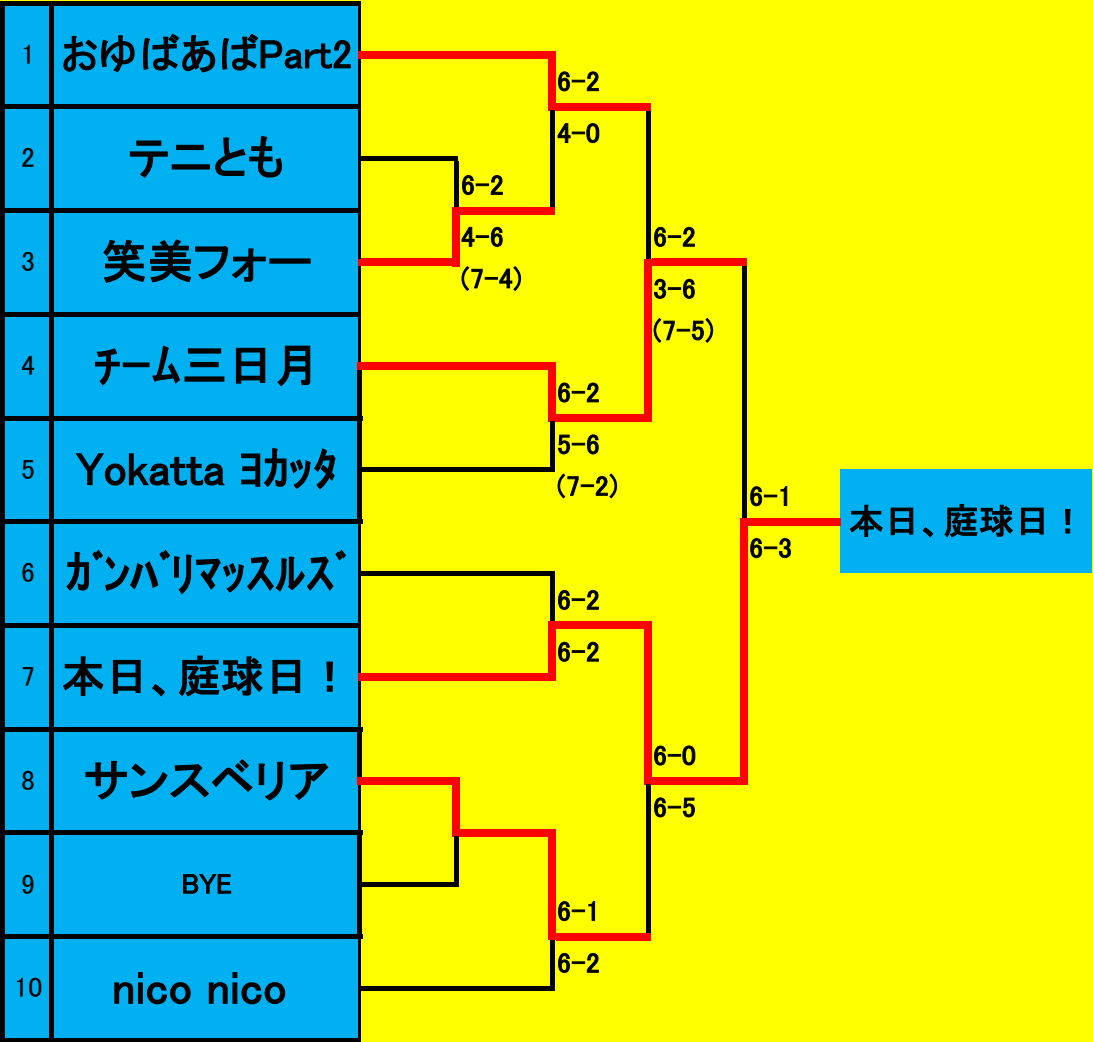 1 おゆばあばPart2
2 テニとも
3 笑美フォー
4 ﾁｰﾑ三日月
5 Yokatta ﾖｶｯﾀ
6 ｶﾞﾝﾊﾞﾘﾏｯｽﾙｽﾞ
7 本日、庭球日！
8 サンスベリア
9 BYE
10 nico nico
6-2
4-0
6-2
4-6
(7-4)
6-2
3-6
(7-5)
6-2
5-6
(7-2)
6-1
6-3
本日、庭球日！
6-2
6-2
6-0
6-5
6-1
6-2